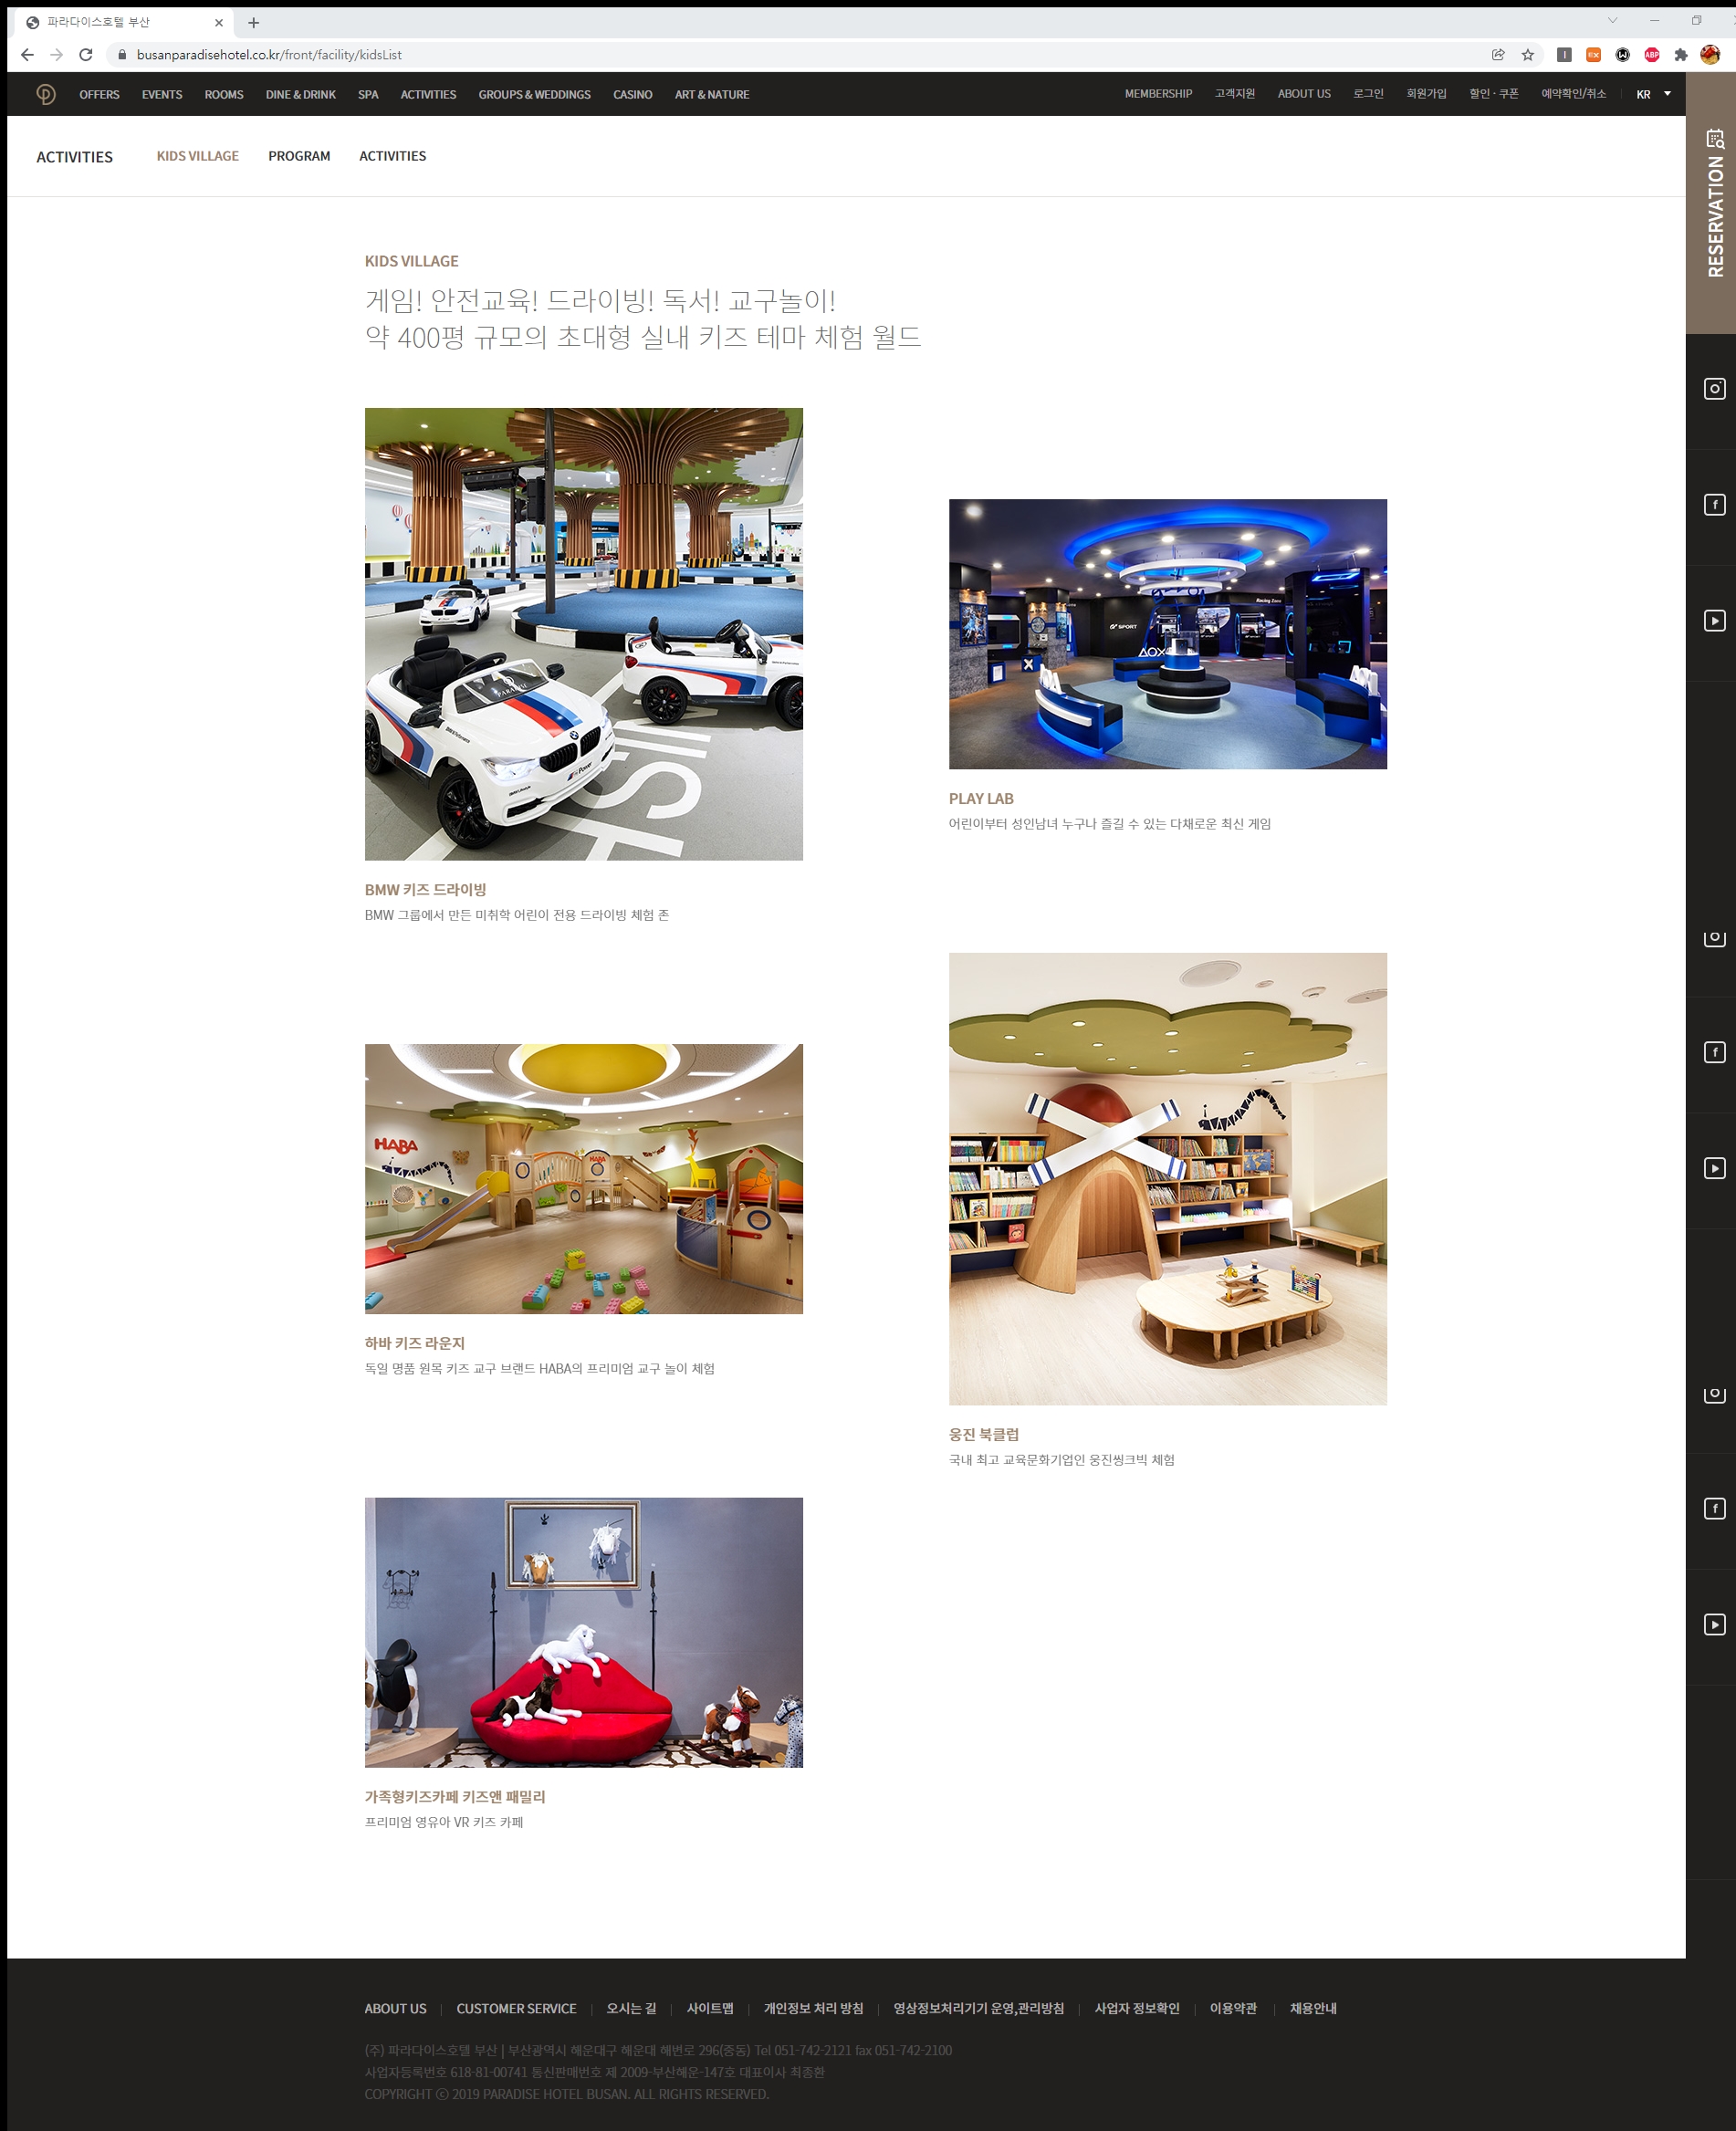 파라다이스호텔 부산
busanparadisehotel.co.kr/front/facility/kidsList
OFFERS EVENTS ROOMS DINE & DRINK SPA ACTIVITIES GROUPS & WEDDINGS CASINO ART & NATURE MEMBERSHIP 고객지원 ABOUT US 로그인 회원가입 할인 · 쿠폰 예약확인/취소 KR
RESERVATION
ACTIVITIES KIDS VILLAGE PROGRAM ACTIVITIES
KIDS VILLAGE
게임! 안전교육! 드라이빙! 독서! 교구놀이!
약 400평 규모의 초대형 실내 키즈 테마 체험 월드
PLAY LAB
어린이부터 성인남녀 누구나 즐길 수 있는 다채로운 최신 게임
BMW 키즈 드라이빙
BMW 그룹에서 만든 미취학 어린이 전용 드라이빙 체험 존
HABA
하바 키즈 라운지
독일 명품 원목 키즈 교구 브랜드 HABA의 프리미엄 교구 놀이 체험
웅진 북클럽
국내 최고 교육문화기업인 웅진씽크빅 체험
가족형키즈카페 키즈앤 패밀리
프리미엄 영유아 VR 키즈 카페
ABOUT US | CUSTOMER SERVICE | 오시는 길 | 사이트맵 | 개인정보 처리 방침 | 영상정보처리기기 운영,관리방침 | 사업자 정보확인 | 이용약관 | 채용안내
(주) 파라다이스호텔 부산 | 부산광역시 해운대구 해운대 해변로 296(중동) Tel 051-742-2121 fax 051-742-2100
사업자등록번호 618-81-00741 통신판매번호 제 2009-부산해운-147호 대표이사 최종환
COPYRIGHT ⓒ 2019 PARADISE HOTEL BUSAN. ALL RIGHTS RESERVED.